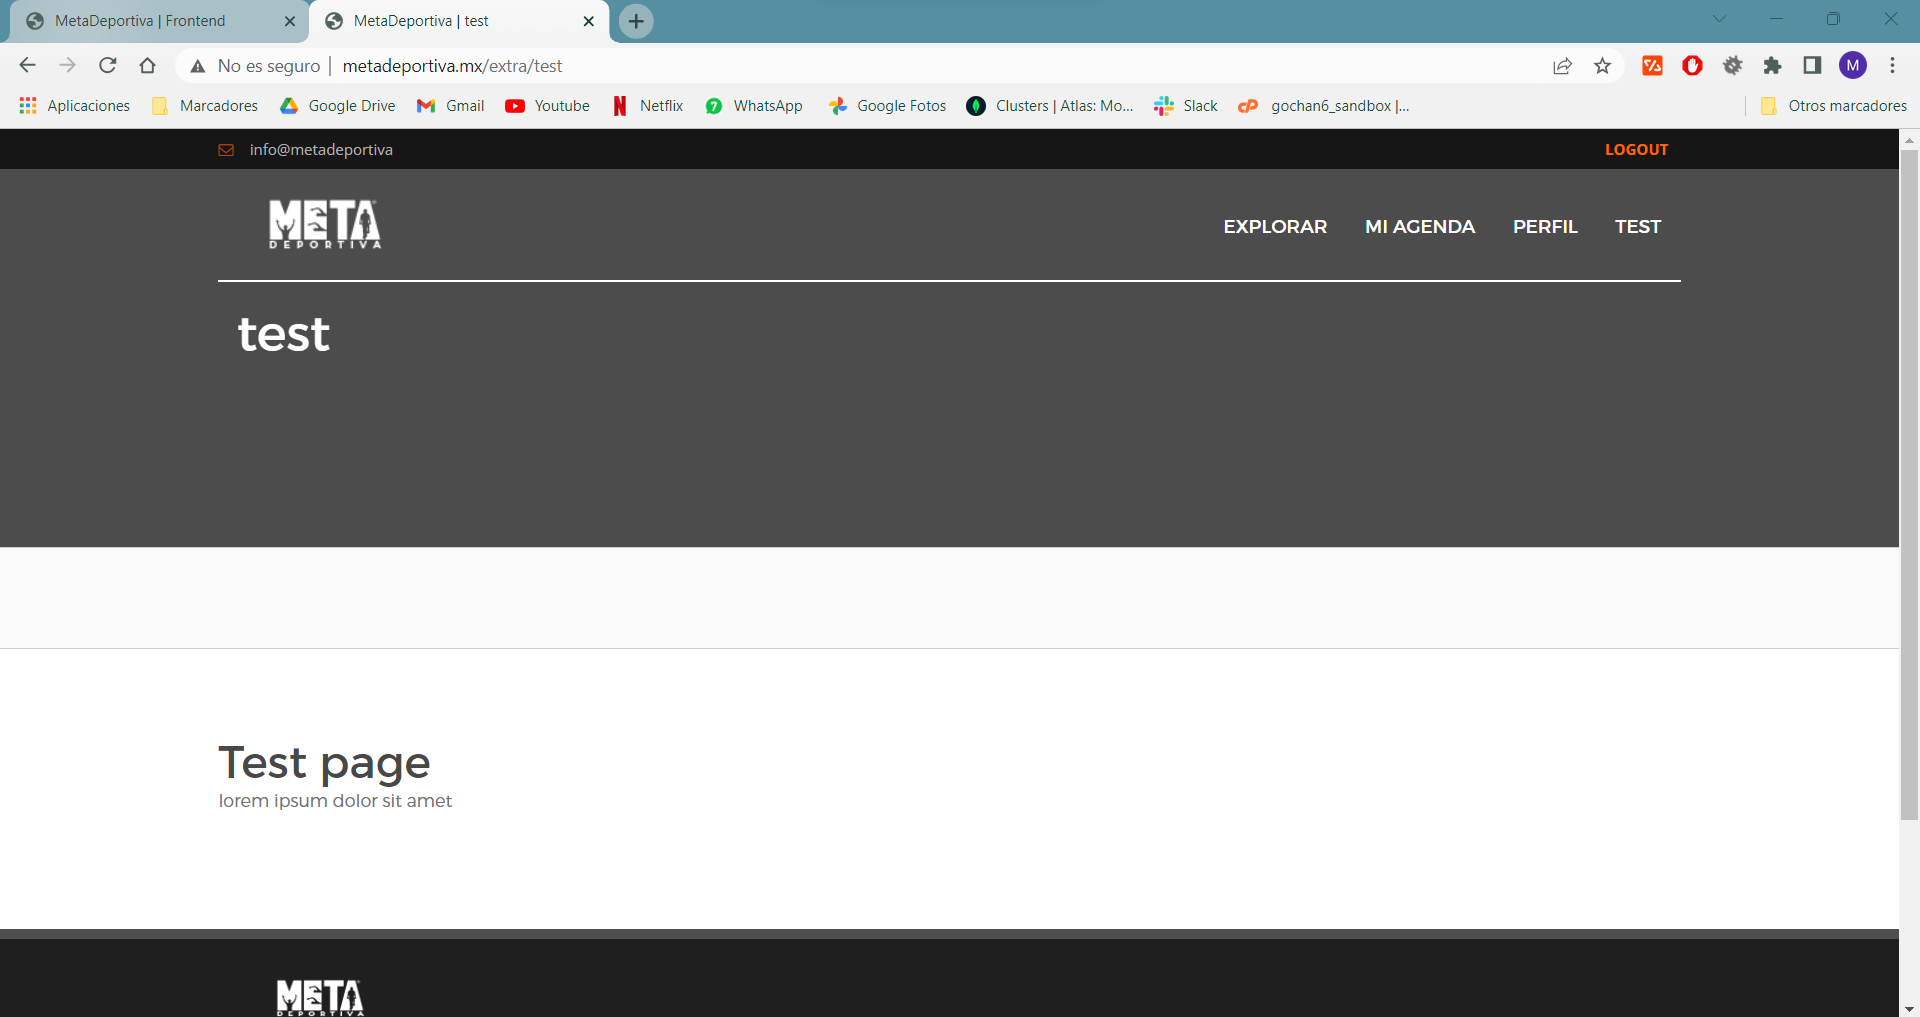 MetaDeportiva | Frontend
MetaDeportiva | test
No es seguro
metadeportiva.mx/extra/test
M
Aplicaciones
Marcadores
Google Drive
Gmail
Youtube
Netflix
WhatsApp
Google Fotos
Clusters | Atlas: Mo...
Slack
gochan6_sandbox |...
Otros marcadores
info@metadeportiva
LOGOUT
META
DEPORTIVA
EXPLORAR
MI AGENDA
PERFIL
TEST
test
Test page
lorem ipsum dolor sit amet
META
DEPORTIVA